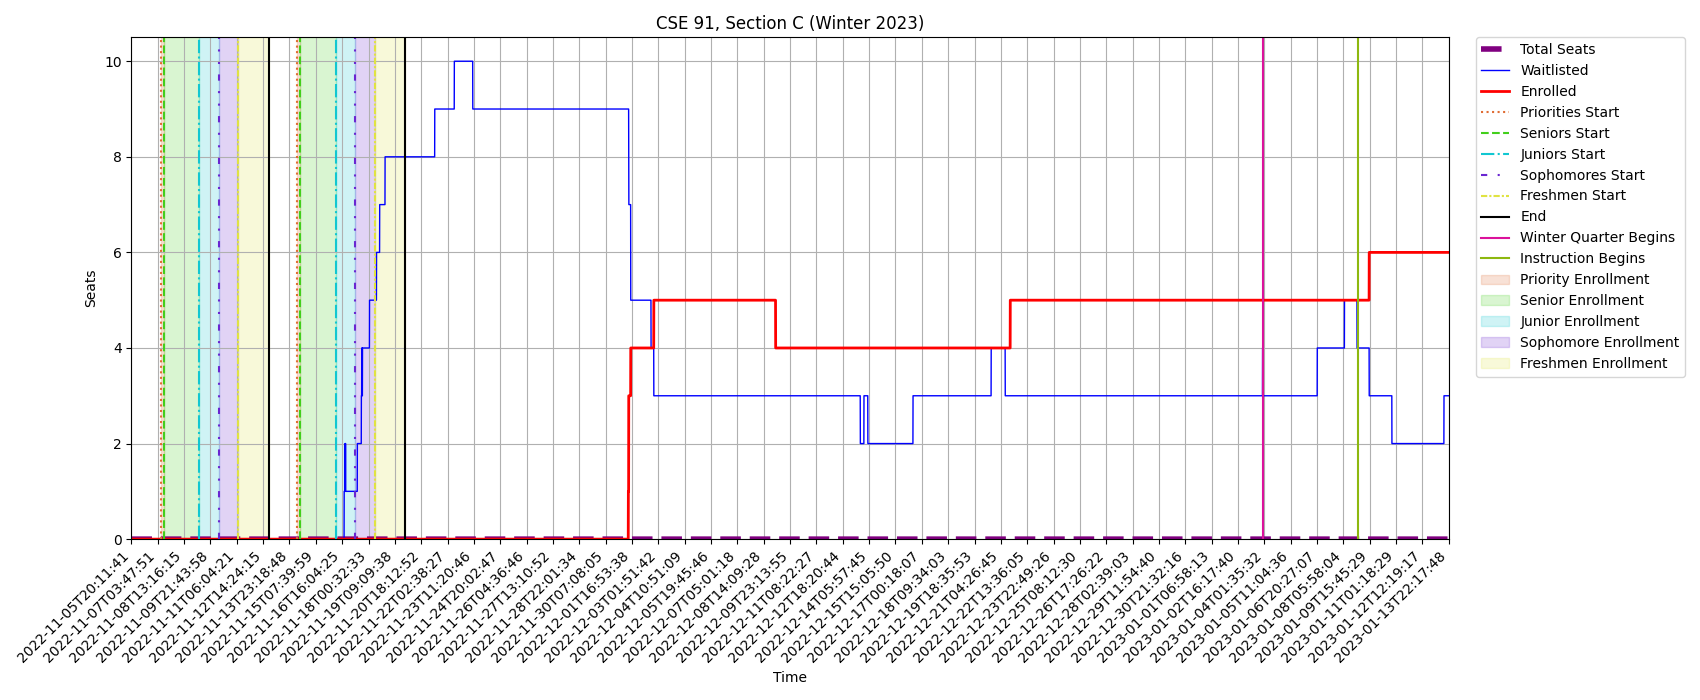 CSE 91, Section C (Winter 2023)
Seats
10
8
6
4
2
0
2022-11-05T20:11:41
2022-11-07T03:47:51
2022-11-08T13:16:15
2022-11-09T21:43:58
2022-11-11T06:04:21
2022-11-12T14:24:15
2022-11-13T23:18:49
2022-11-15T07:39:59
2022-11-16T16:04:25
2022-11-18T00:32:33
2022-11-19T09:09:38
2022-11-20T18:12:52
2022-11-22T02:38:27
2022-11-23T11:20:46
2022-11-24T20:02:47
2022-11-26T04:36:46
2022-11-27T13:10:52
2022-11-28T22:01:34
2022-11-30T07:08:05
2022-12-01T16:53:38
2022-12-03T01:51:42
2022-12-04T10:51:09
2022-12-05T19:45:46
2022-12-07T05:01:18
2022-12-08T14:09:28
2022-12-09T23:13:55
2022-12-11T08:22:27
2022-12-12T18:20:44
2022-12-14T05:57:45
2022-12-15T15:05:50
2022-12-17T00:18:07
2022-12-18T09:34:03
2022-12-19T18:35:53
2022-12-21T04:26:45
2022-12-22T13:36:05
2022-12-23T22:49:26
2022-12-25T08:12:30
2022-12-26T17:26:22
2022-12-28T02:39:03
2022-12-29T11:54:40
2022-12-30T21:32:16
2023-01-01T06:58:13
2023-01-02T16:17:40
2023-01-04T01:35:32
2023-01-05T11:04:36
2023-01-06T20:27:07
2023-01-08T05:58:04
2023-01-09T15:45:29
2023-01-11T01:18:29
2023-01-12T12:19:17
2023-01-13T22:17:48
Time
Total Seats
Waitlisted
Enrolled
Priorities Start
Seniors Start
Juniors Start
Sophomores Start
Freshmen Start
End
Winter Quarter Begins
Instruction Begins
Priority Enrollment
Senior Enrollment
Junior Enrollment
Sophomore Enrollment
Freshmen Enrollment